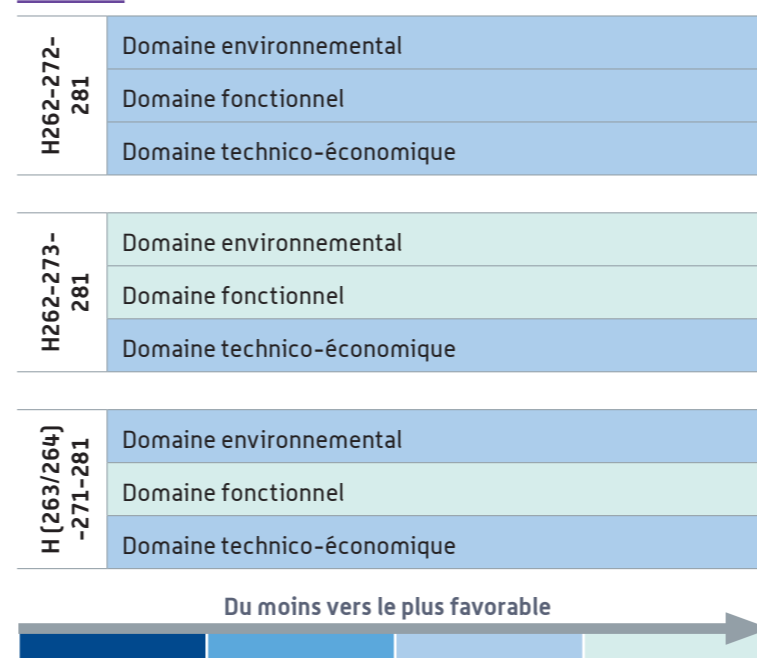 H262-272-
281
Domaine environnemental
Domaine fonctionnel
Domaine technico-économique
H262-273-
281
Domaine environnemental
Domaine fonctionnel
Domaine technico-économique
H (263/264)
-271-281
Domaine environnemental
Domaine fonctionnel
Domaine technico-économique
Du moins vers le plus favorable